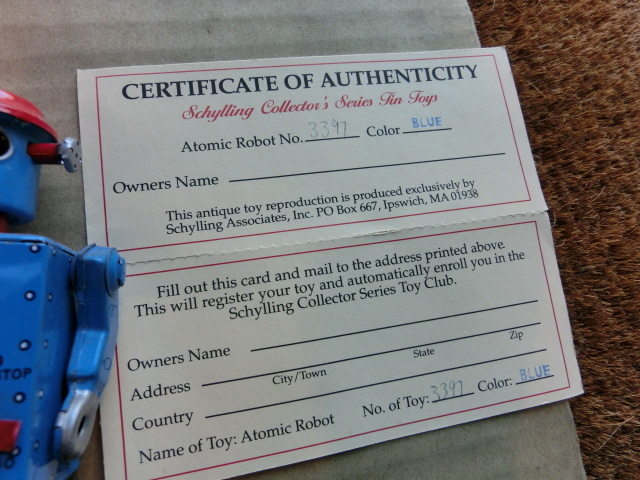 CERTIFICATE OF AUTHENTICITY
Schylling Collector's Series Tin Toys
Atomic Robot No. 3397 Color BLUE
Owners Name
This antique toy reproduction is produced exclusively by
Schylling Associates, Inc. PO Box 667, Ipswich, MA 01938
Fill out this card and mail to the address printed above.
This will register your toy and automatically enroll you in the
Schylling Collector Series Toy Club.
Owners Name
Address
City/Town State Zip
Country
Name of Toy: Atomic Robot No. of Toy: 3397 Color: BLUE
STOP